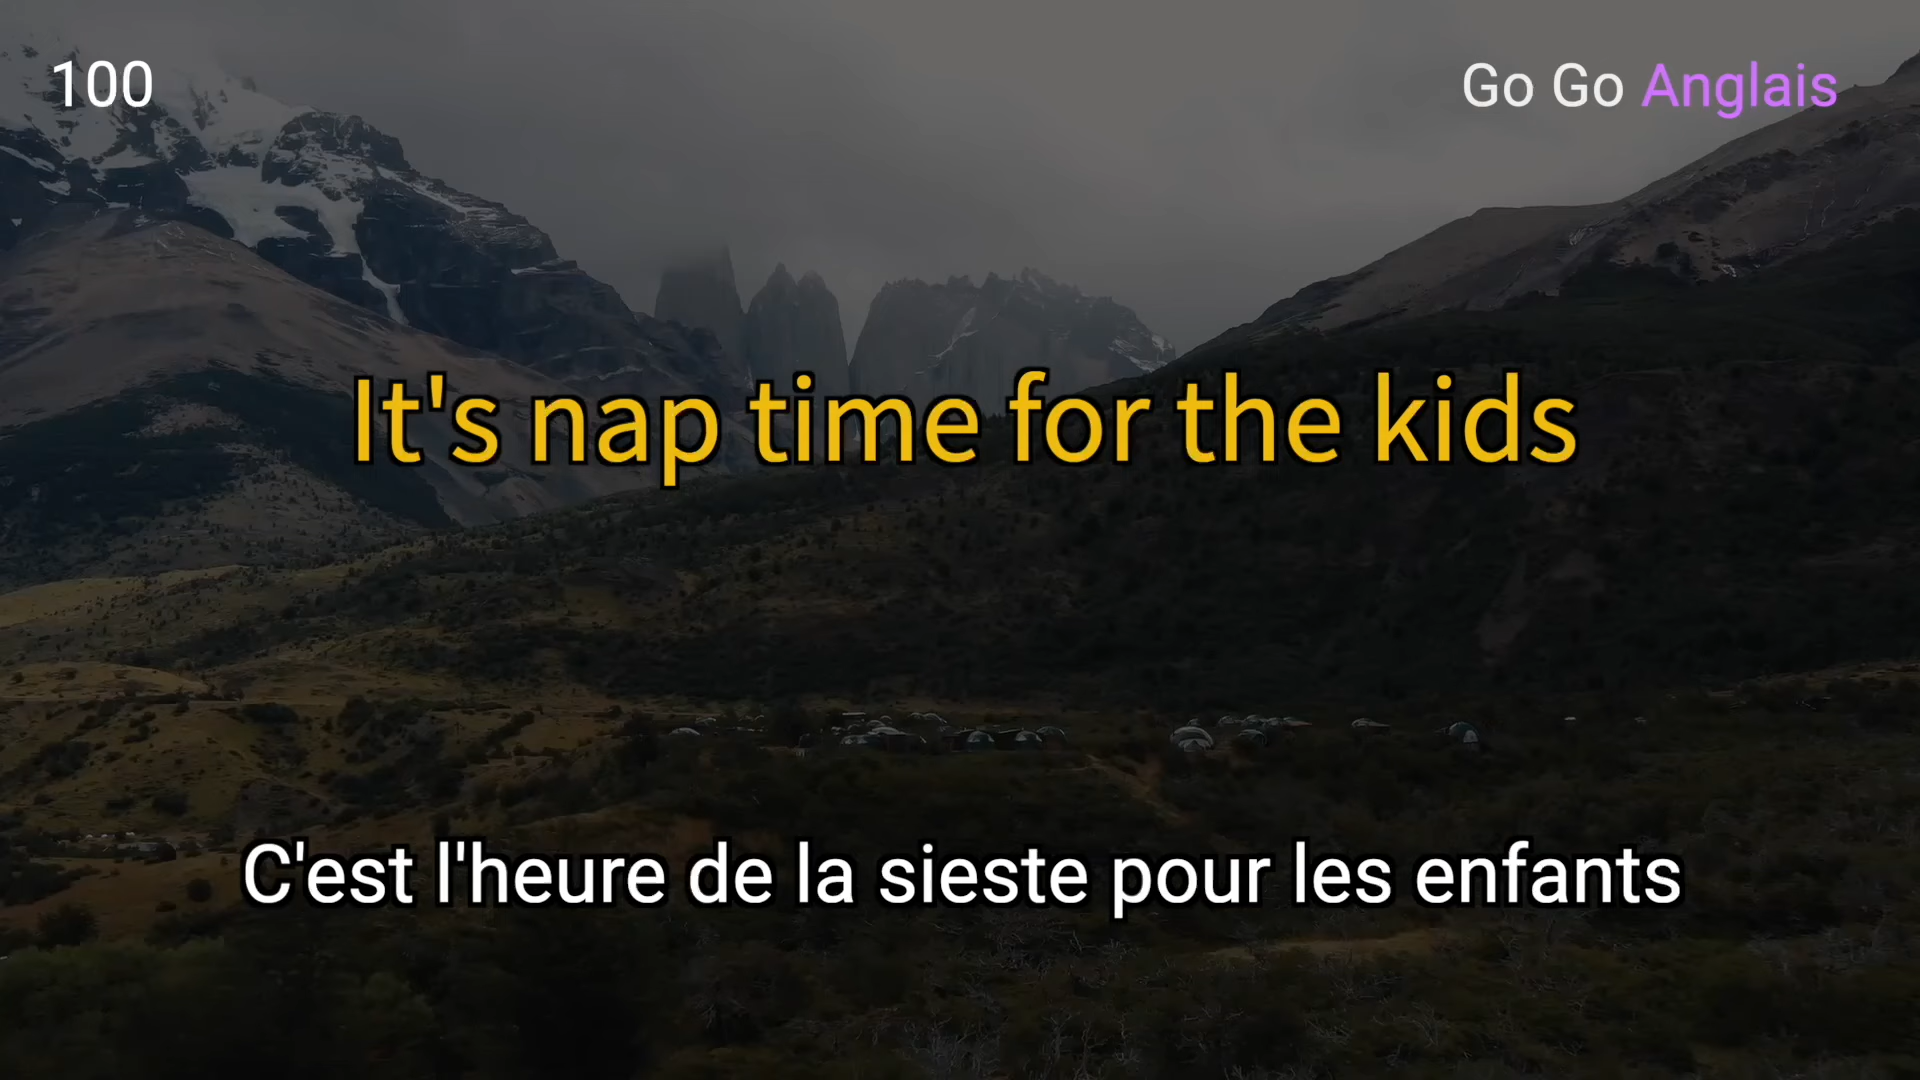 100
Go Go Anglais
It's nap time for the kids
C'est l'heure de la sieste pour les enfants